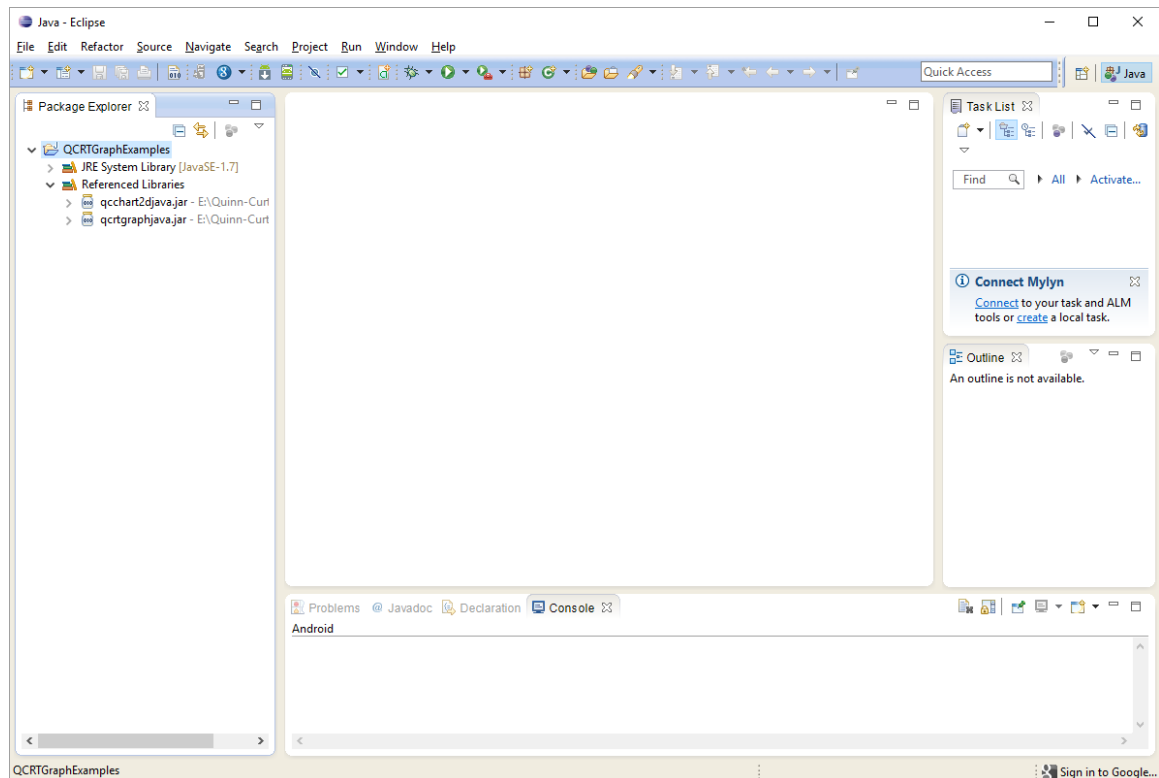 Java - Eclipse
File Edit Refactor Source Navigate Search Project Run Window Help
Quick Access
Java
Package Explorer
QCRTGraphExamples
JRE System Library [JavaSE-1.7]
Referenced Libraries
qcchart2djava.jar - E:\Quinn-Curt
qcrtgraphjava.jar - E:\Quinn-Curt
Task List
Find All Activate...
Connect Mylyn
Connect to your task and ALM
tools or create a local task.
Outline
An outline is not available.
Problems @ Javadoc Declaration Console
Android
QCRTGraphExamples
Sign in to Google...